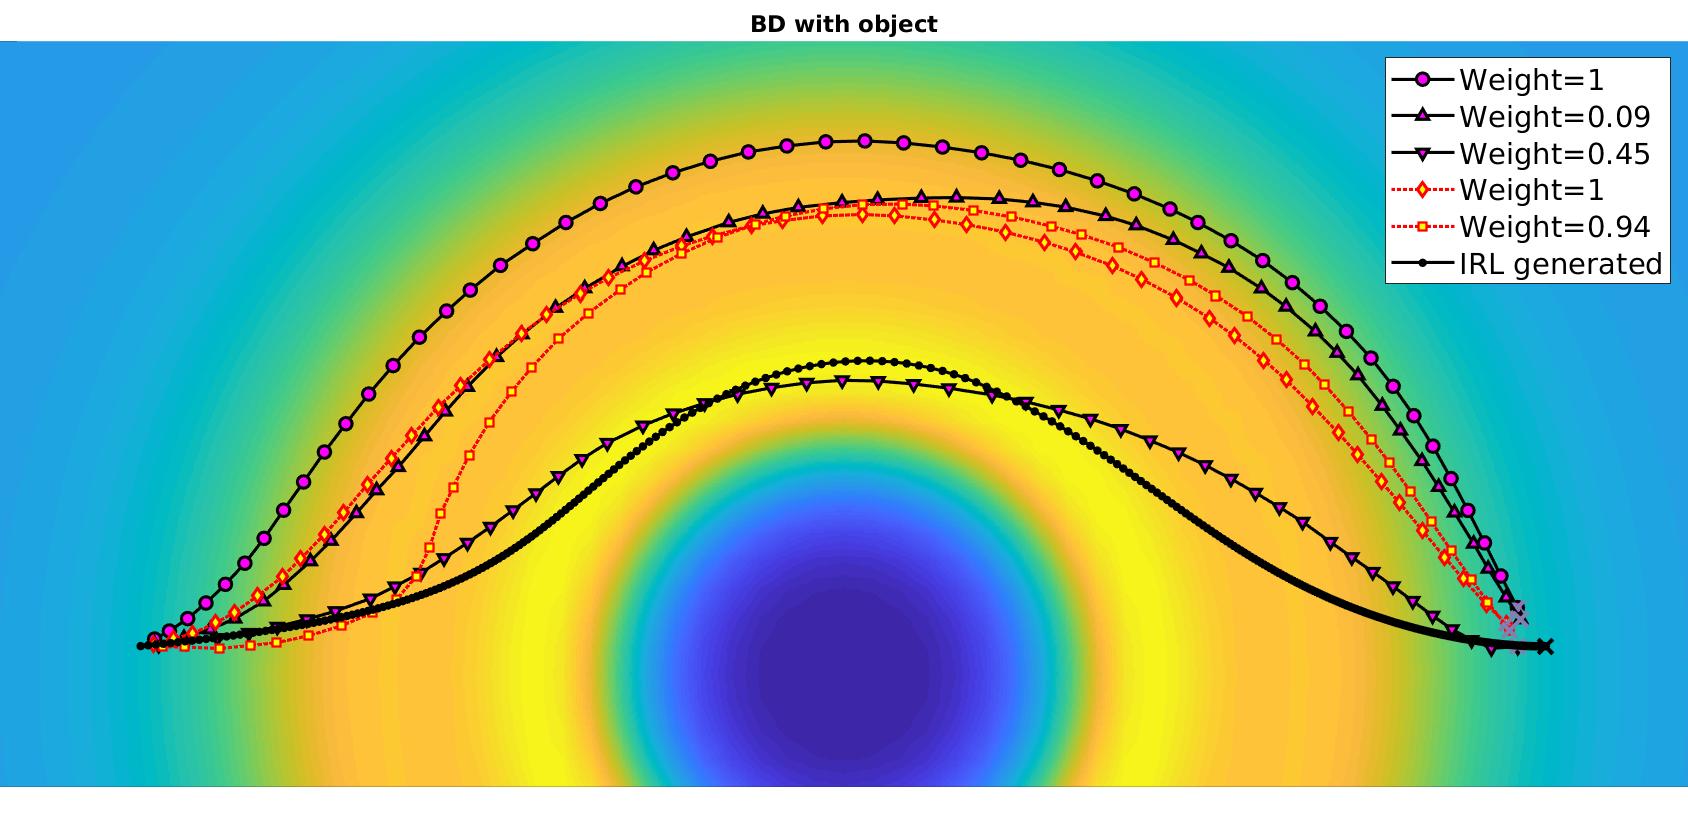 BD with object
Weight=1
Weight=0.09
Weight=0.45
Weight=1
Weight=0.94
IRL generated